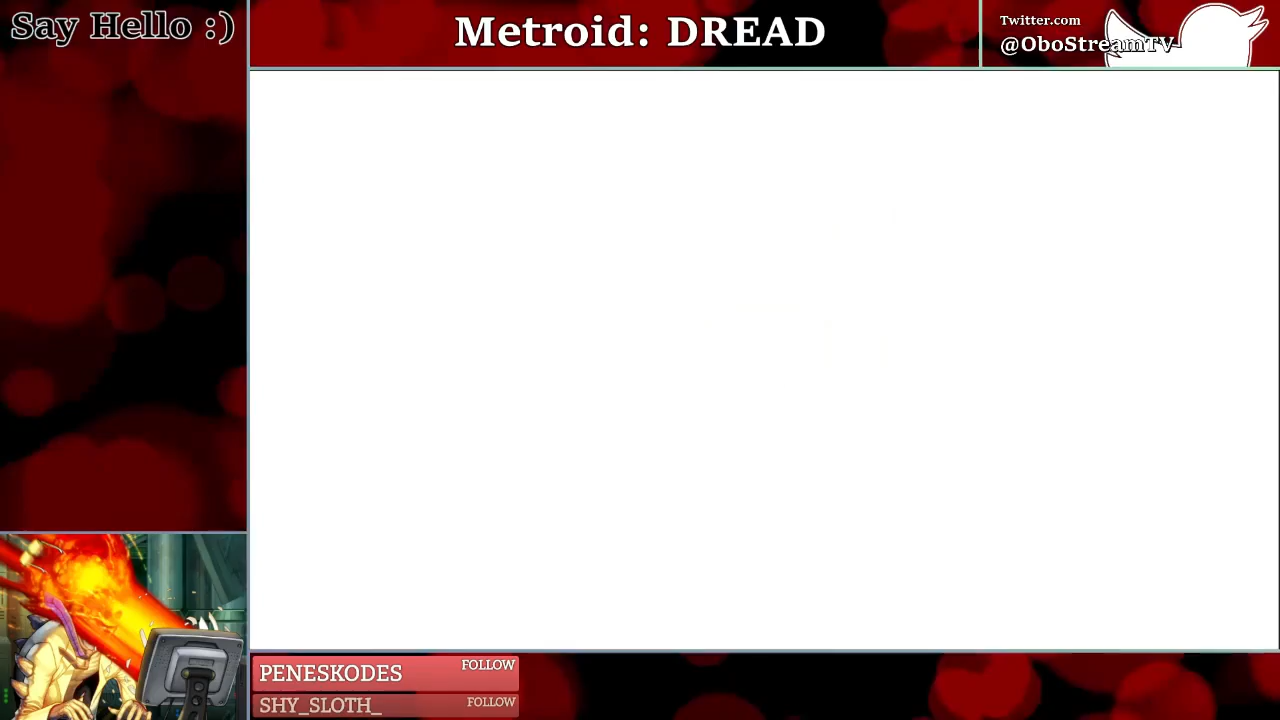 Say Hello :)
Metroid: DREAD
Twitter.com
@OboStreamTV
PENESKODES FOLLOW
SHY_SLOTH_ FOLLOW